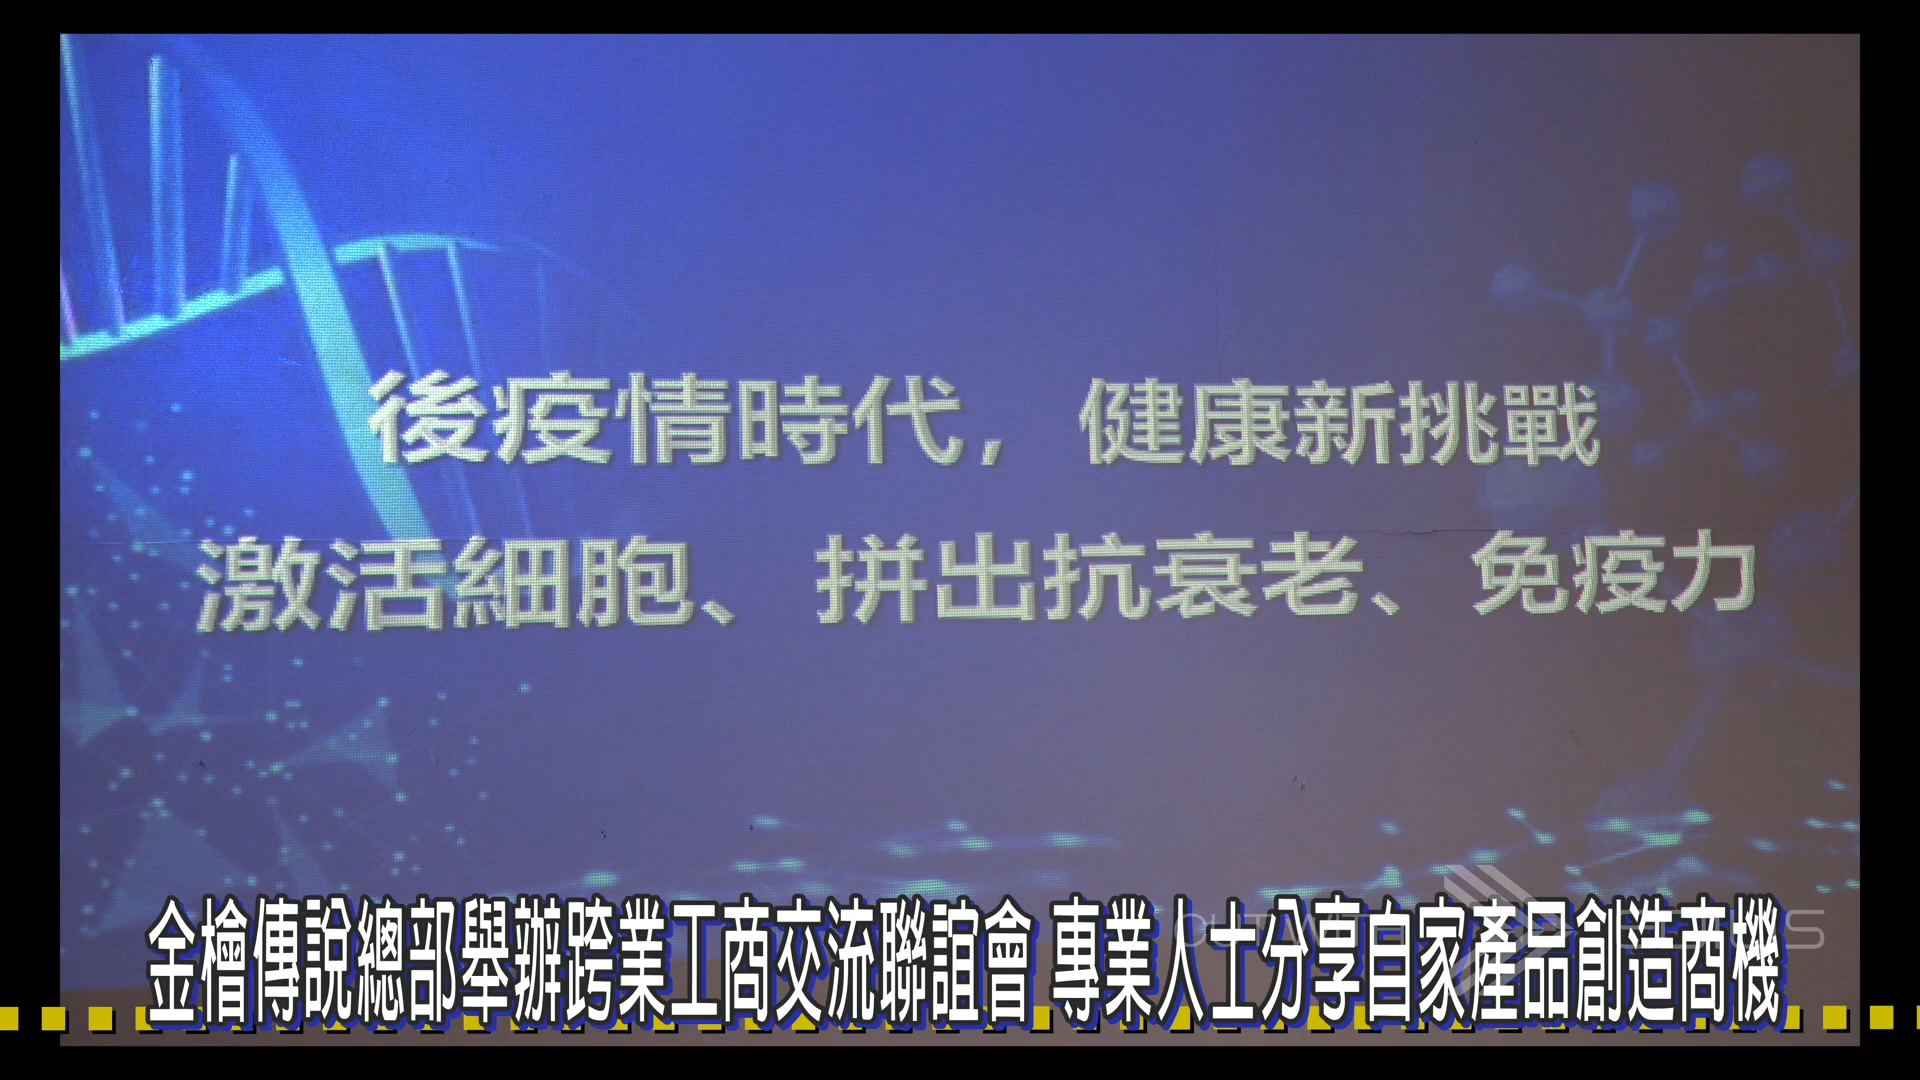 後疫情時代，健康新挑戰
激活細胞、拼出抗衰老、免疫力
金檜傳說總部舉辦跨業工商交流聯誼會 專業人士分享自家產品創造商機